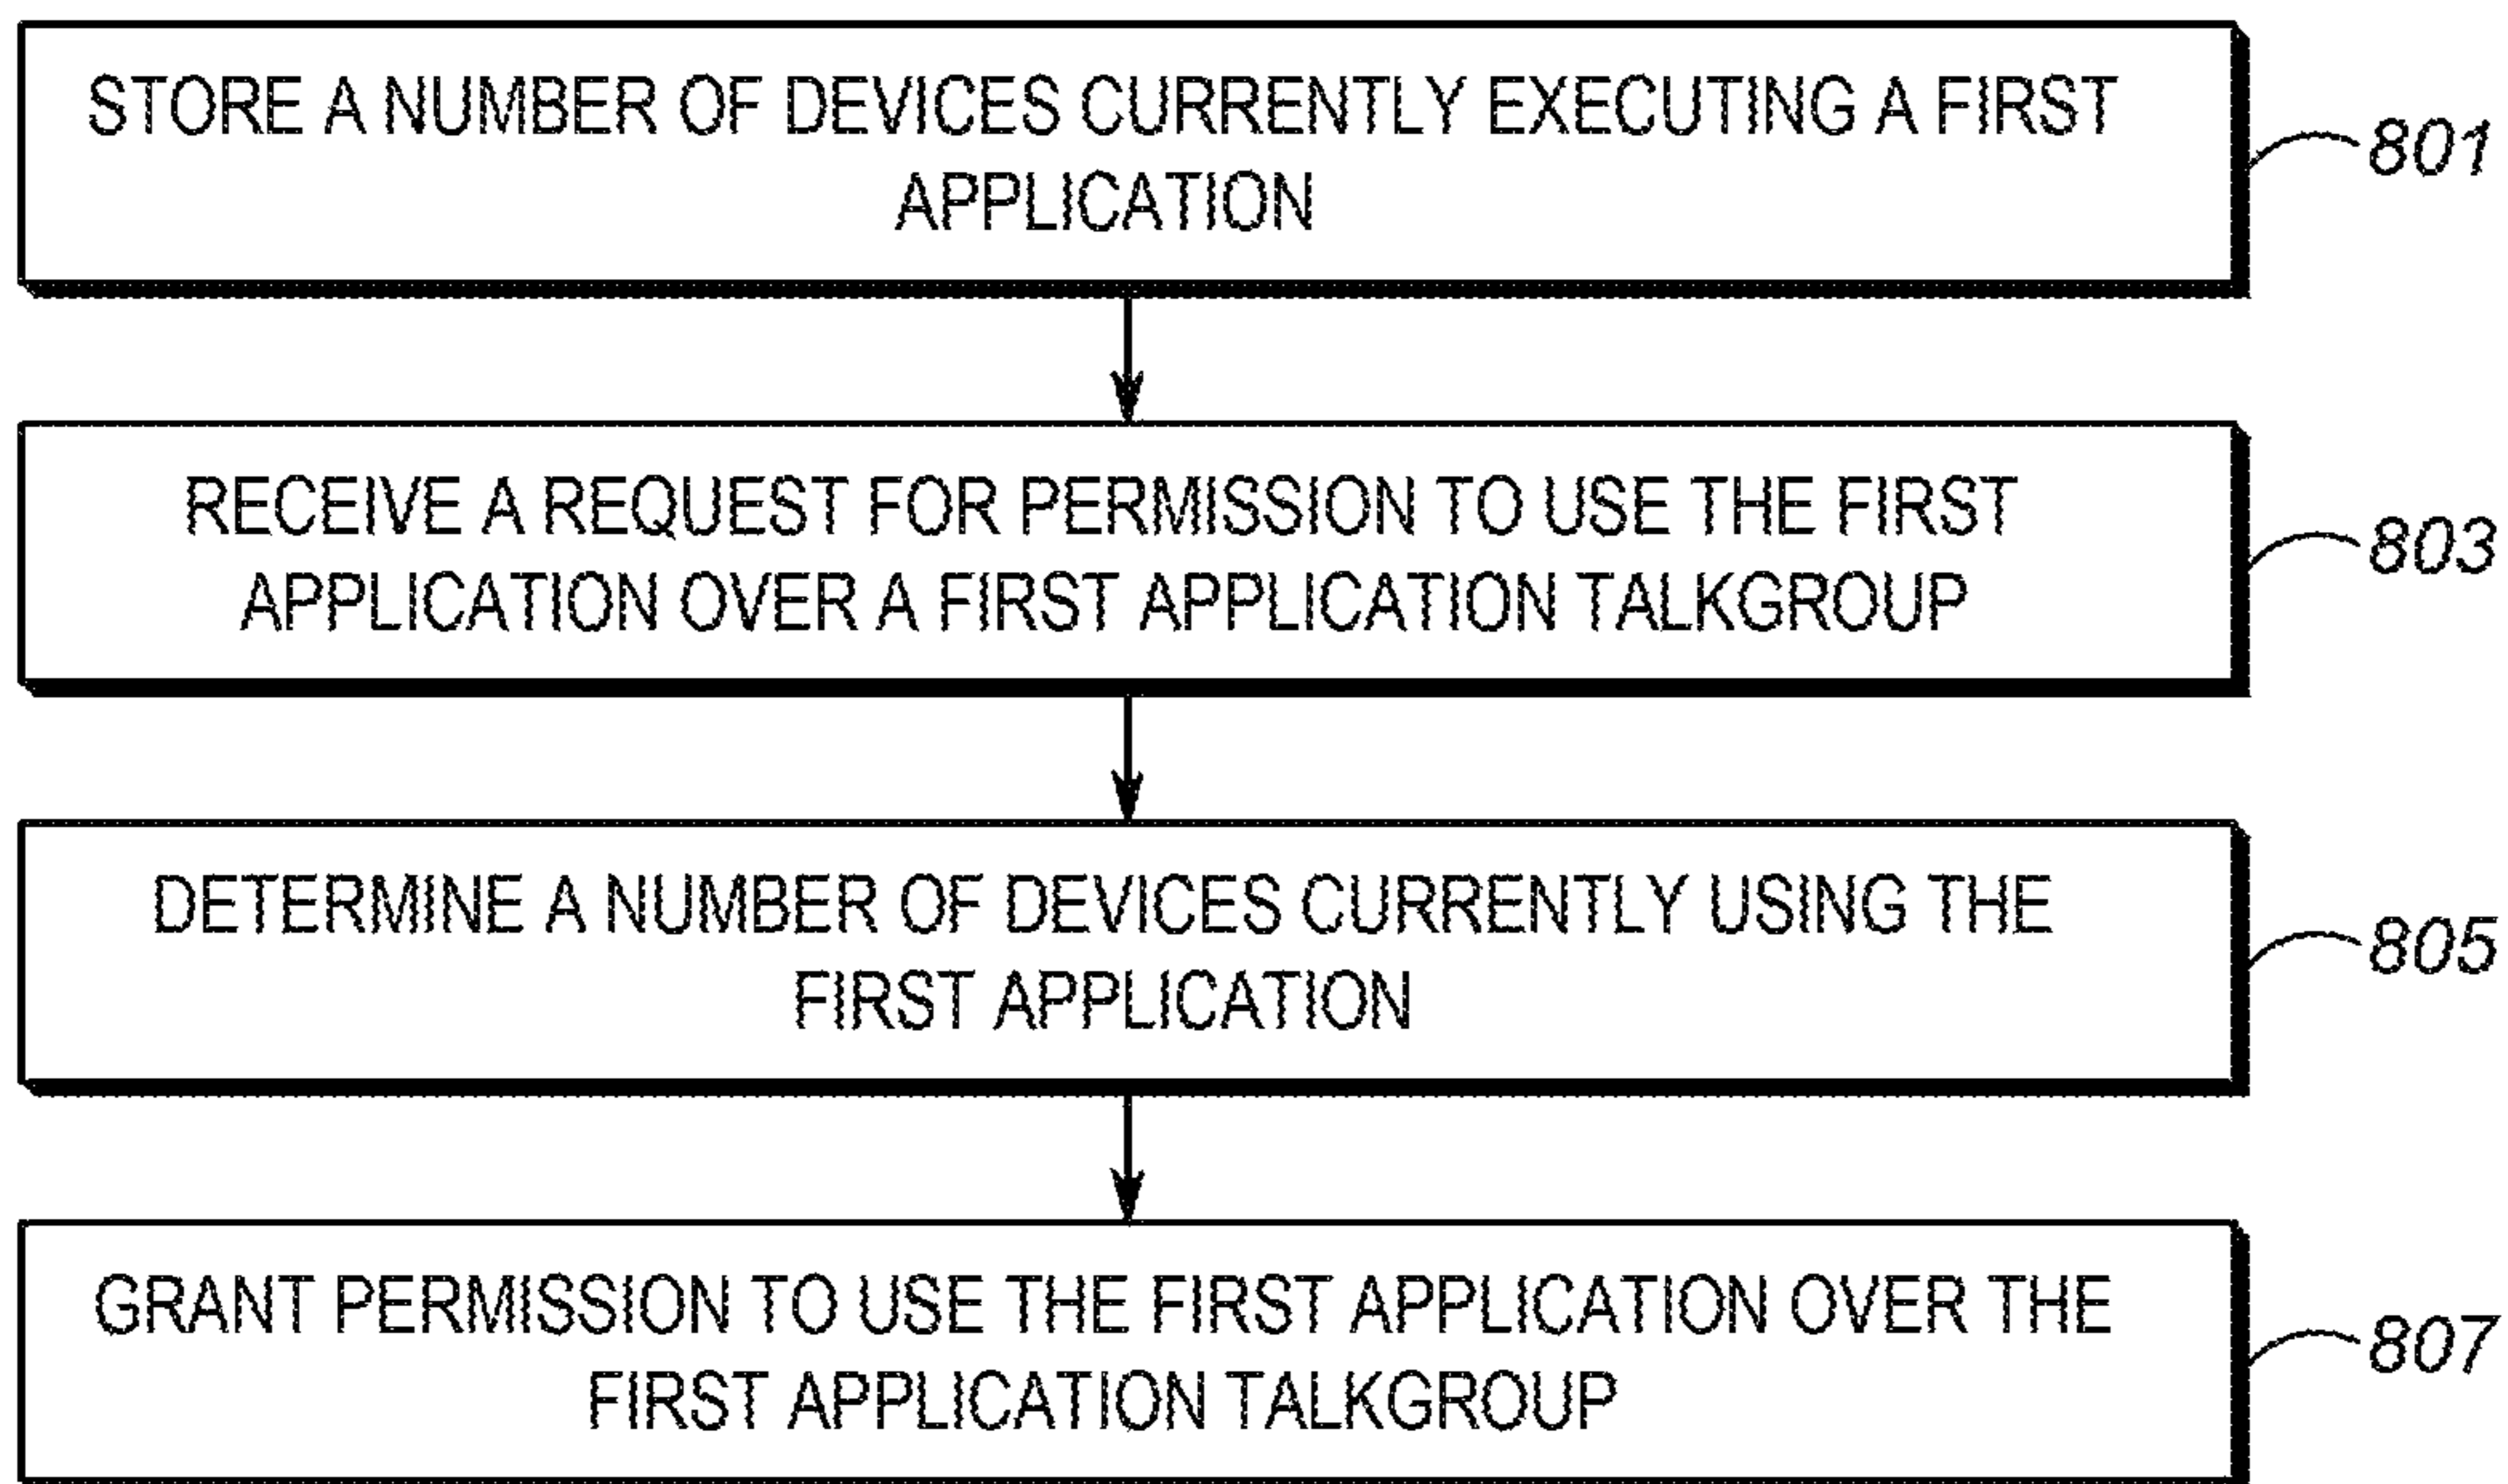 STORE A NUMBER OF DEVICES CURRENTLY EXECUTING A FIRST
APPLICATION
801
RECEIVE A REQUEST FOR PERMISSION TO USE THE FIRST
APPLICATION OVER A FIRST APPLICATION TALKGROUP
803
DETERMINE A NUMBER OF DEVICES CURRENTLY USING THE
FIRST APPLICATION
805
GRANT PERMISSION TO USE THE FIRST APPLICATION OVER THE
FIRST APPLICATION TALKGROUP
807